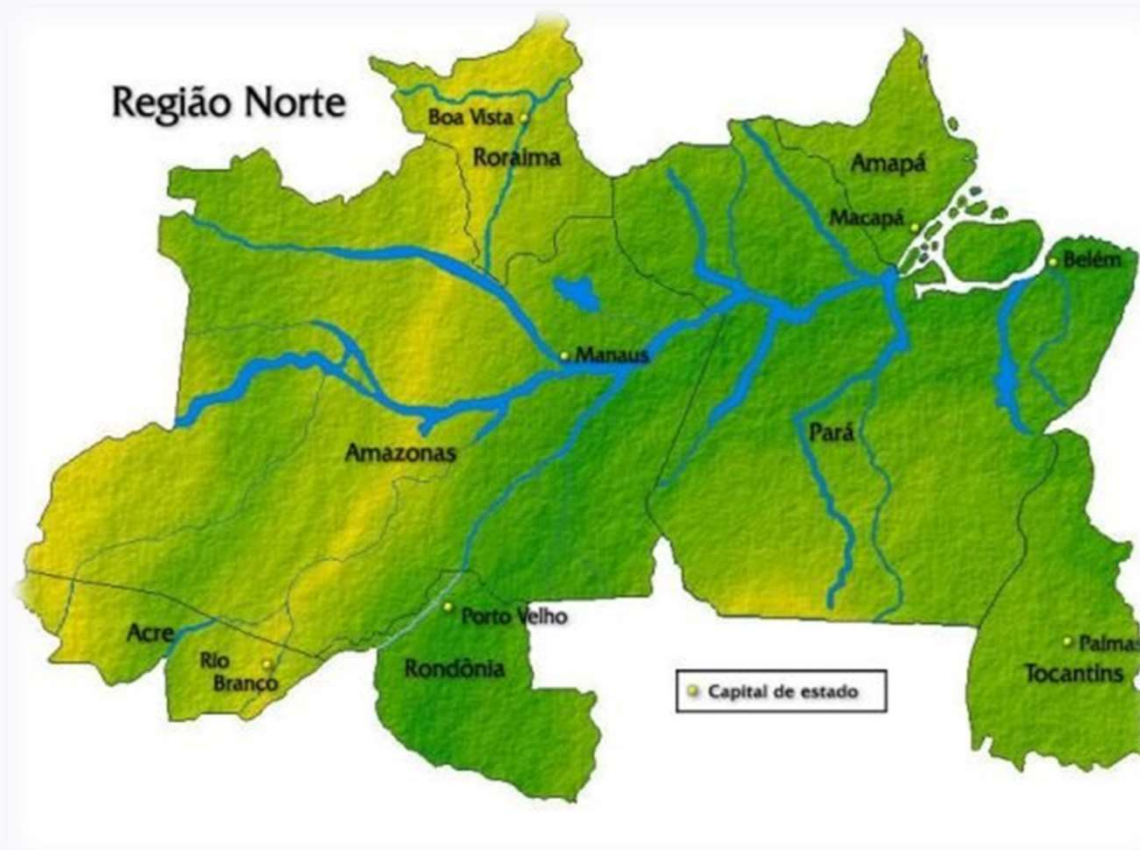 Região Norte
Boa Vista
Roraima
Amapá
Macapá
Belém
Manaus
Pará
Amazonas
Porto Velho
Acre
Rio
Branco
Rondônia
Palmas
Tocantins
Capital de estado